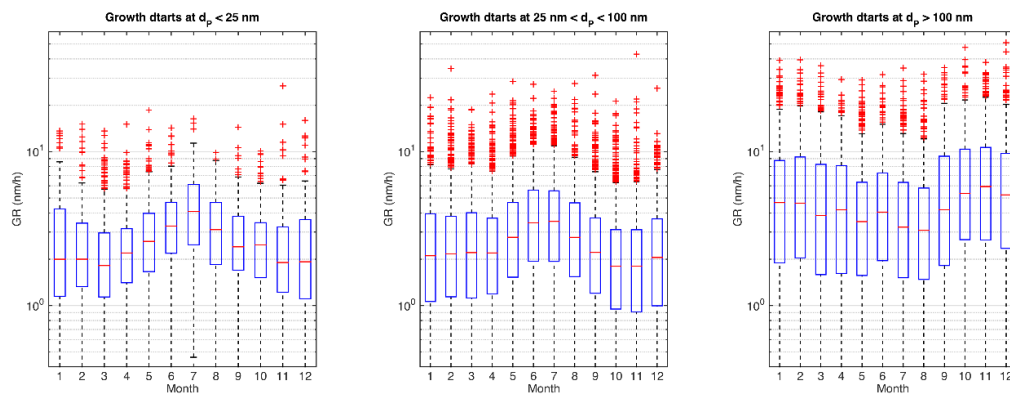 Growth dtarts at dP < 25 nm
GR (nm/h)
10^1
10^0
1 2 3 4 5 6 7 8 9 10 11 12
Month
Growth dtarts at 25 nm < dP < 100 nm
GR (nm/h)
10^1
10^0
1 2 3 4 5 6 7 8 9 10 11 12
Month
Growth dtarts at dP > 100 nm
GR (nm/h)
10^1
10^0
1 2 3 4 5 6 7 8 9 10 11 12
Month